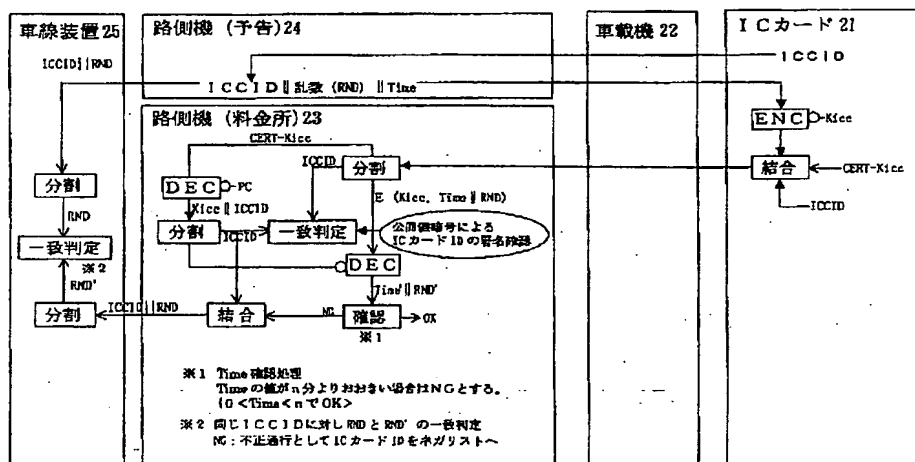 車線装置25
路側機 (予告) 24
車載機 22
ICカード 21
ICCID||RND
ICCID
ICCID || 乱数 (RND) || Time
路側機 (料金所) 23
CERT-Kicc
ENC
Kicc
ICCID
分割
結合
CERT-Kicc
ICCID
分割
DEC
PC
E (Kicc, Time || RND)
RND
Kicc || ICCID
分割
ICCID
一致判定
公開鍵暗号による
ICカード IDの署名確認
一致判定
※2
RND'
DEC
Time' || RND'
分割
ICCID||RND
結合
NG
確認
OK
※1
※1 Time 確認処理
Timeの値がn分よりおおきい場合はNGとする。
(0<Time<nでOK>
※2 同じICCIDに対しRNDとRND'の一致判定
NG:不正通行としてICカード IDをネガリストへ